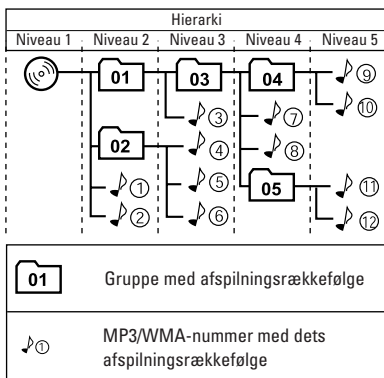 Hierarki
Niveau 1 Niveau 2 Niveau 3 Niveau 4 Niveau 5
01 03 04 ⑨
⑩
③ ⑦
02 ④ ⑧
① ⑤ 05 ⑪
② ⑥ ⑫
01 Gruppe med afspilningsrækkefølge
① MP3/WMA-nummer med dets
afspilningsrækkefølge